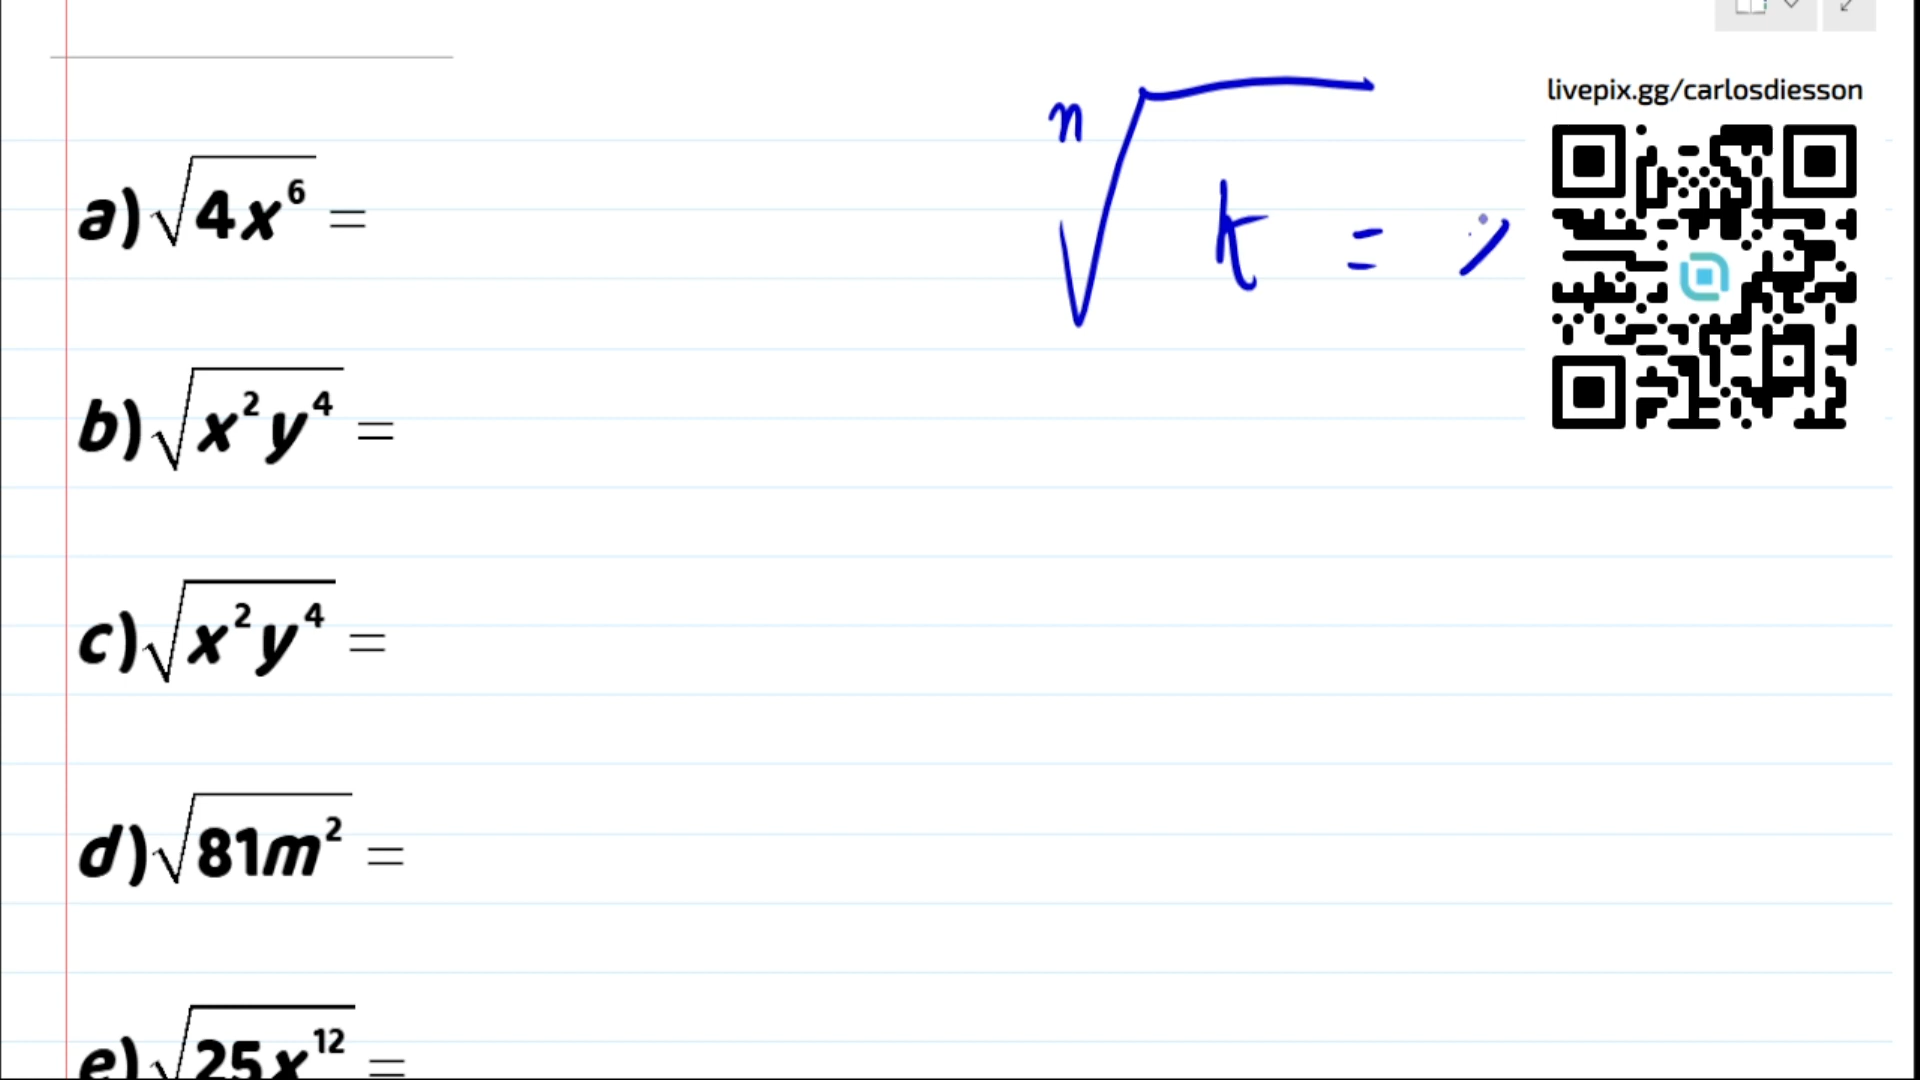 livepix.gg/carlosdiesson
ⁿ√k =
a) √4x⁶ =
b) √x²y⁴ =
c) √x²y⁴ =
d) √81m² =
e) √25x¹² =